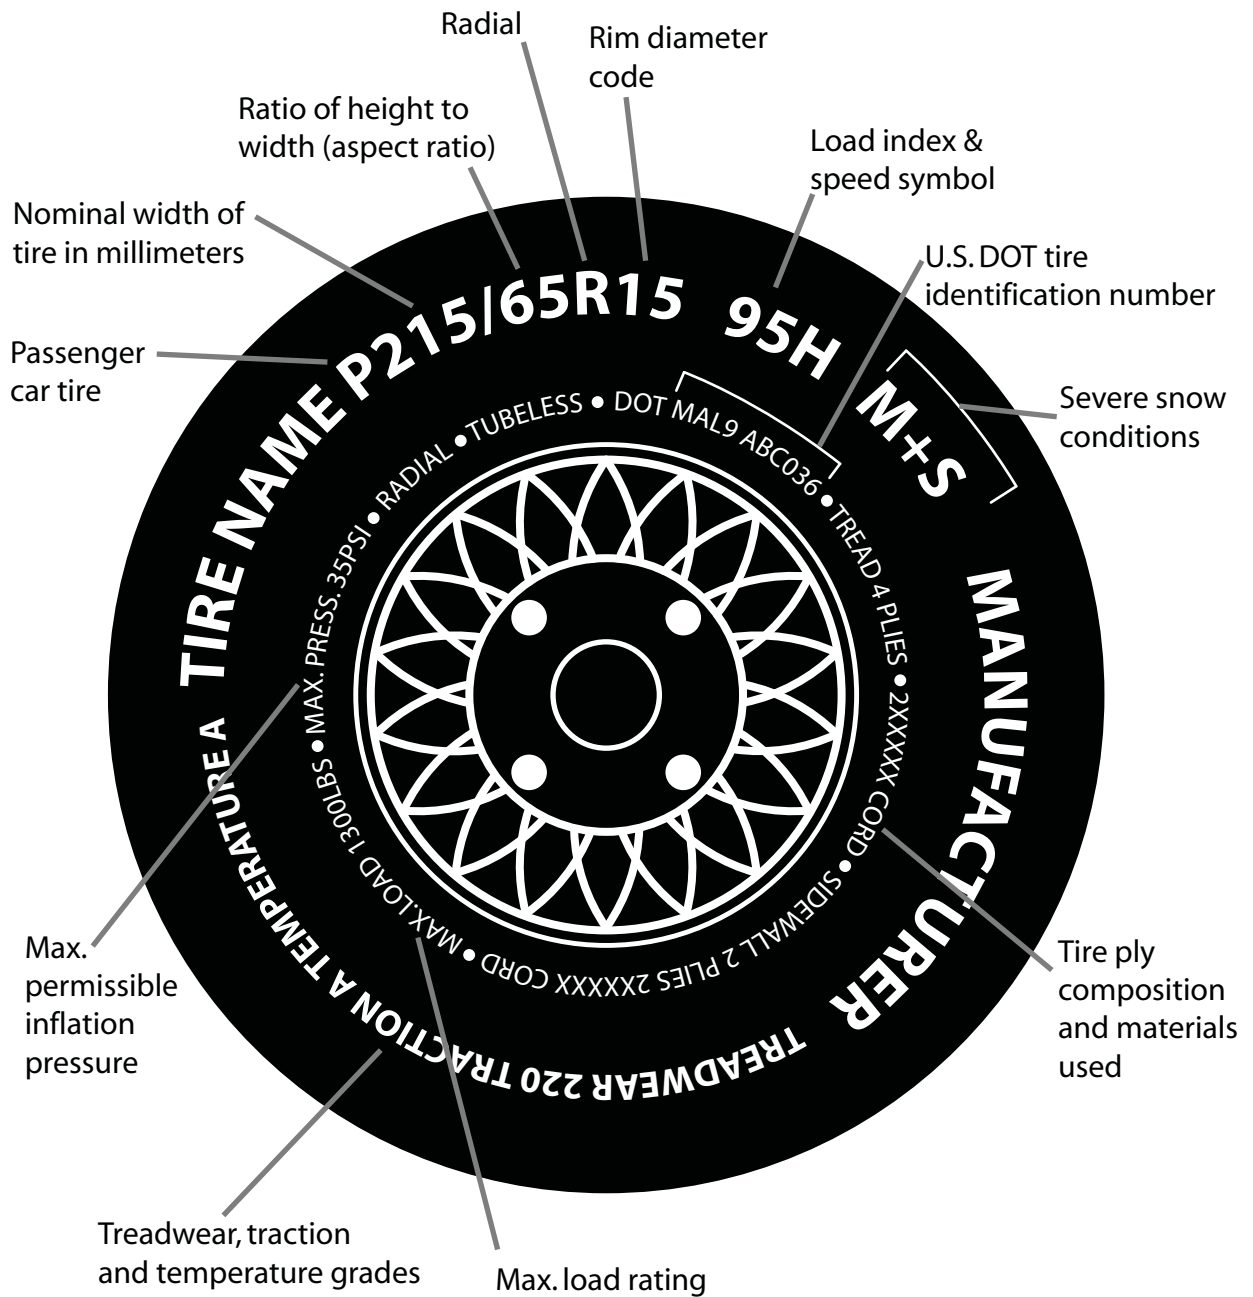 Radial
Rim diameter
code
Ratio of height to
width (aspect ratio)
Load index &
speed symbol
Nominal width of
tire in millimeters
U.S. DOT tire
identification number
Passenger
car tire
Severe snow
conditions
TIRE NAME P215/65R15 95H M+S
MANUFACTURER
TREADWEAR 220 TRACTION A TEMPERATURE A
MAX. PRESS. 35PSI • RADIAL • TUBELESS • DOT MAL9 ABC036 • TREAD 4 PLIES • 2XXXXX CORD • SIDEWALL 2 PLIES 2XXXXX CORD • MAX.LOAD 1300LBS •
Max.
permissible
inflation
pressure
Tire ply
composition
and materials
used
Treadwear, traction
and temperature grades
Max. load rating